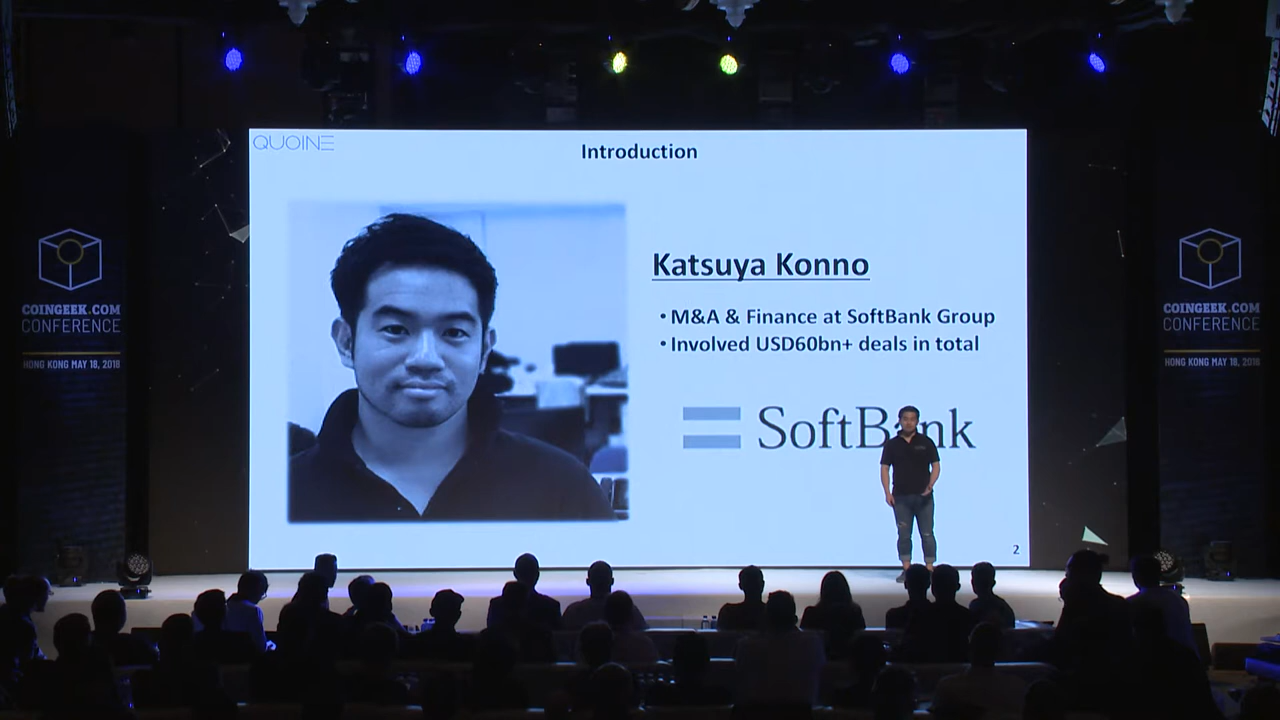 QUOINE
Introduction
Katsuya Konno
• M&A & Finance at SoftBank Group
• Involved USD60bn+ deals in total
SoftBank
2
COINGEEK.COM
CONFERENCE
HONG KONG MAY 18, 2018
COINGEEK.COM
CONFERENCE
HONG KONG MAY 18, 2018